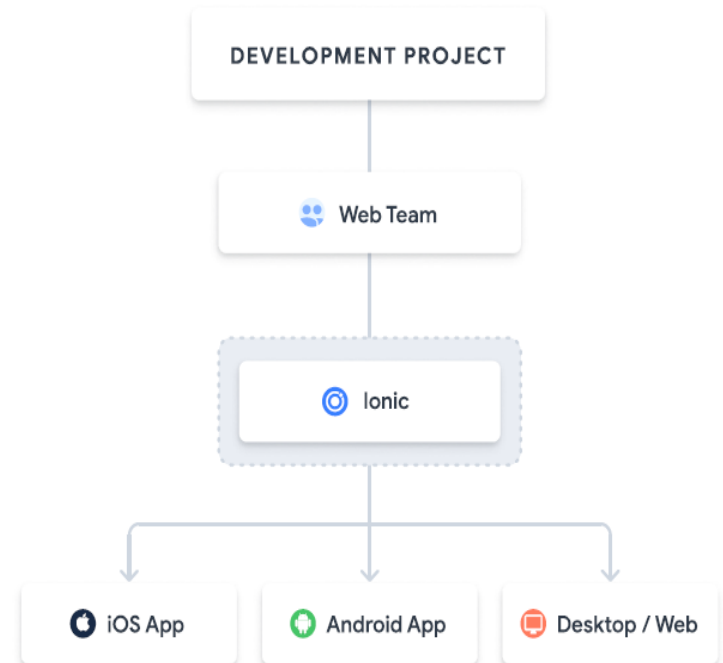 DEVELOPMENT PROJECT
Web Team
Ionic
iOS App
Android App
Desktop / Web